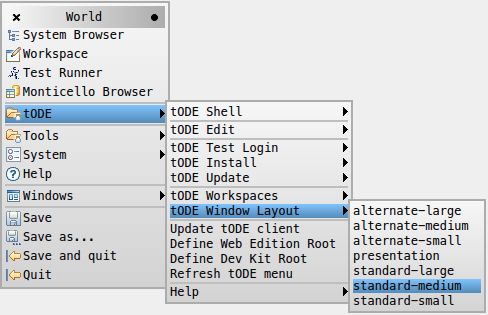 World
System Browser
Workspace
Test Runner
Monticello Browser
tODE
Tools
System
Help
Windows
Save
Save as...
Save and quit
Quit
tODE Shell
tODE Edit
tODE Test Login
tODE Install
tODE Update
tODE Workspaces
tODE Window Layout
Update tODE client
Define Web Edition Root
Define Dev Kit Root
Refresh tODE menu
Help
alternate-large
alternate-medium
alternate-small
presentation
standard-large
standard-medium
standard-small